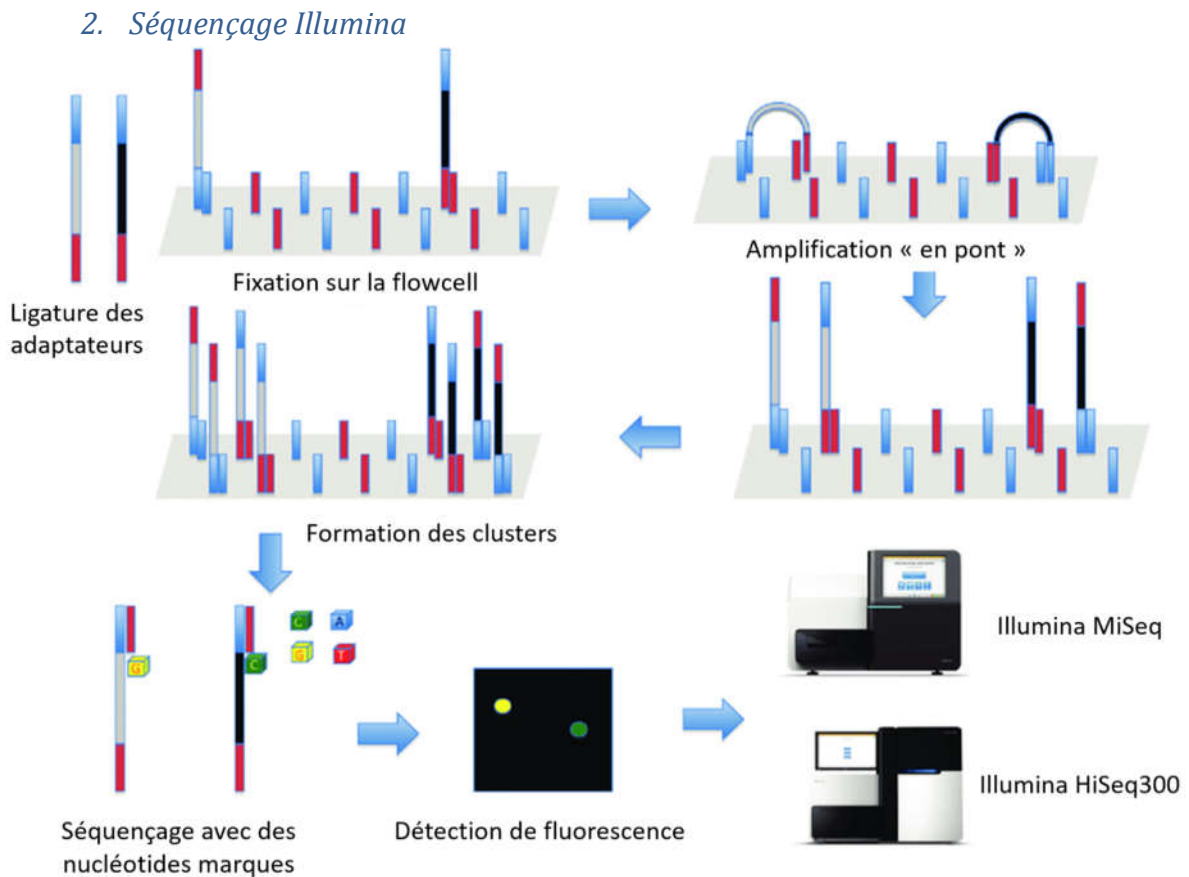 2. Séquençage Illumina
Fixation sur la flowcell
Amplification « en pont »
Ligature des
adaptateurs
Formation des clusters
C
A
G
T
G
C
Illumina MiSeq
Illumina HiSeq300
Séquençage avec des
nucléotides marques
Détection de fluorescence